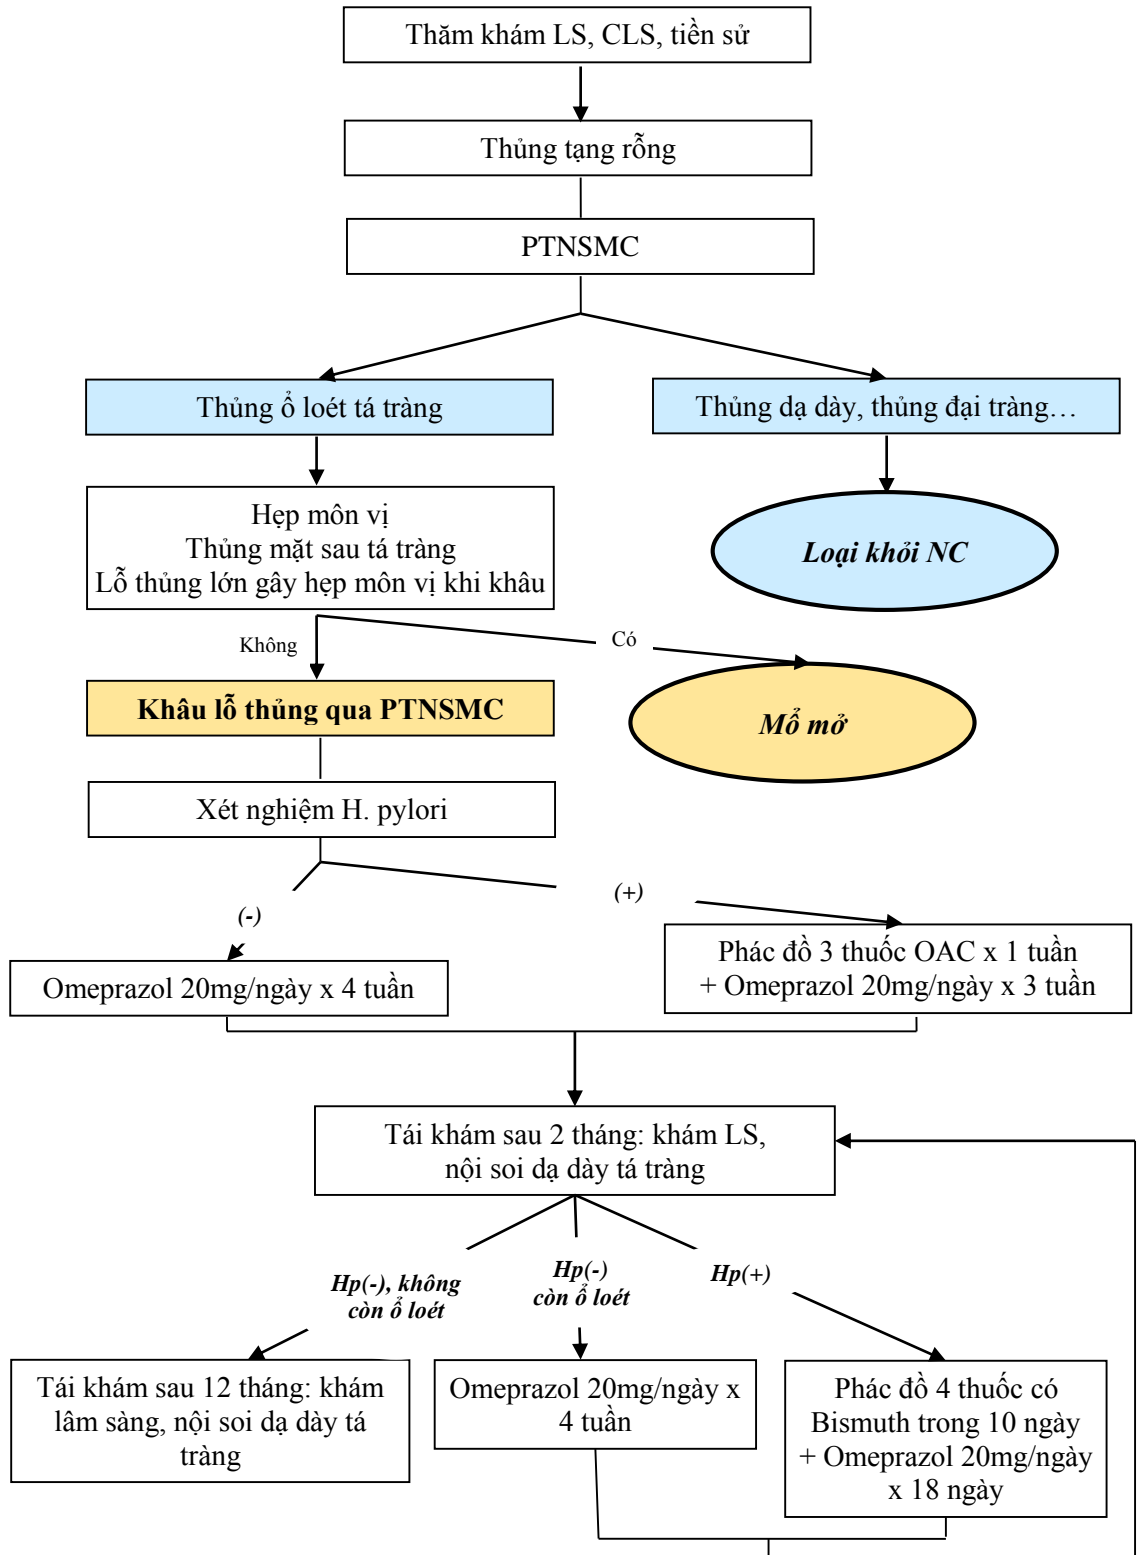 Thăm khám LS, CLS, tiền sử
Thủng tạng rỗng
PTNSMC
Thủng ổ loét tá tràng
Thủng dạ dày, thủng đại tràng…
Hẹp môn vị
Thủng mặt sau tá tràng
Lỗ thủng lớn gây hẹp môn vị khi khâu
Loại khỏi NC
Không
Có
Khâu lỗ thủng qua PTNSMC
Mổ mở
Xét nghiệm H. pylori
(-)
(+)
Omeprazol 20mg/ngày x 4 tuần
Phác đồ 3 thuốc OAC x 1 tuần
+ Omeprazol 20mg/ngày x 3 tuần
Tái khám sau 2 tháng: khám LS,
nội soi dạ dày tá tràng
Hp(-), không
còn ổ loét
Hp(-)
còn ổ loét
Hp(+)
Tái khám sau 12 tháng: khám
lâm sàng, nội soi dạ dày tá
tràng
Omeprazol 20mg/ngày x
4 tuần
Phác đồ 4 thuốc có
Bismuth trong 10 ngày
+ Omeprazol 20mg/ngày
x 18 ngày